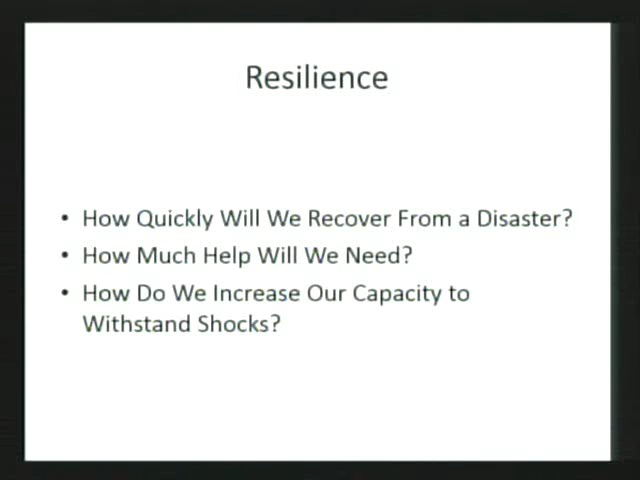 Resilience
• How Quickly Will We Recover From a Disaster?
• How Much Help Will We Need?
• How Do We Increase Our Capacity to
Withstand Shocks?